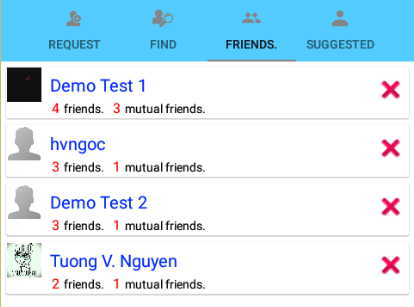 REQUEST FIND FRIENDS. SUGGESTED
Demo Test 1
4 friends. 3 mutual friends.
hvngoc
3 friends. 1 mutual friends.
Demo Test 2
3 friends. 1 mutual friends.
Tuong V. Nguyen
2 friends. 1 mutual friends.